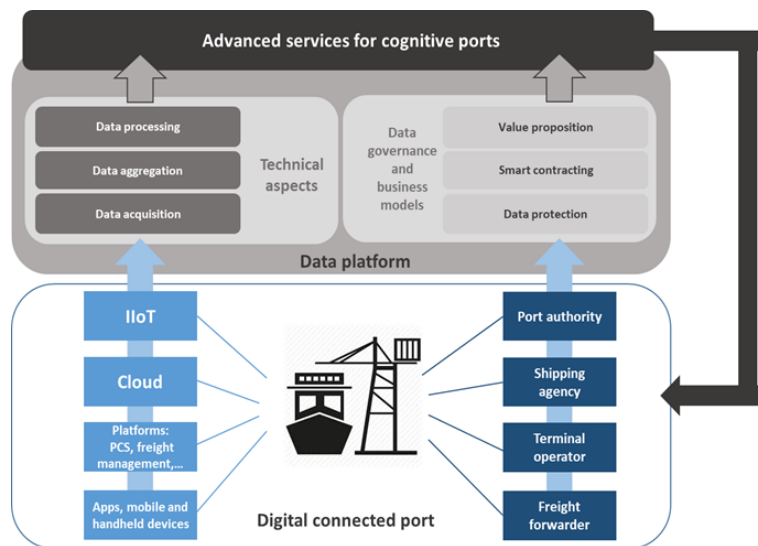 Advanced services for cognitive ports
Data processing
Data aggregation
Data acquisition
Technical
aspects
Data
governance
and
business
models
Value proposition
Smart contracting
Data protection
Data platform
IIoT
Cloud
Platforms:
PCS, freight
management,...
Apps, mobile and
handheld devices
Port authority
Shipping
agency
Terminal
operator
Freight
forwarder
Digital connected port